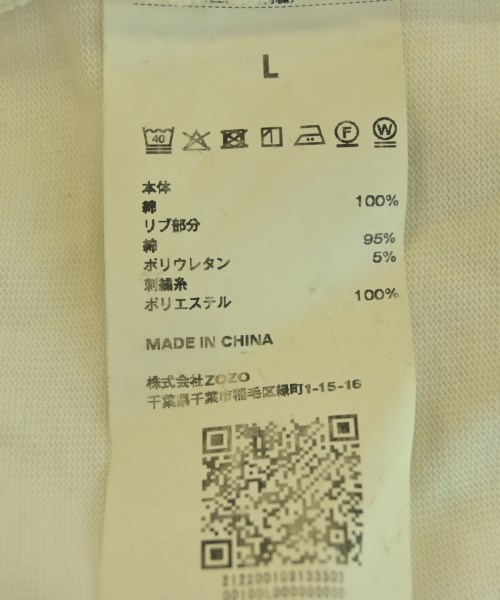 L
40
F
W
本体
綿 100%
リブ部分
綿 95%
ポリウレタン 5%
刺繍糸
ポリエステル 100%
MADE IN CHINA
株式会社ZOZO
千葉県千葉市稲毛区緑町1-15-16